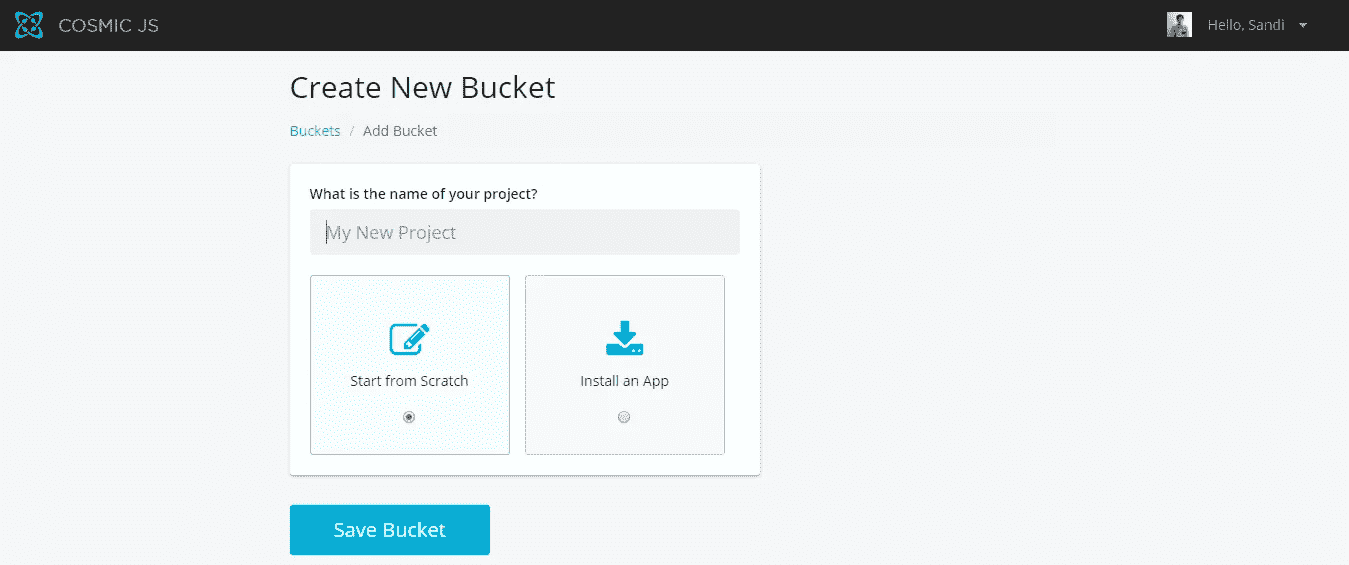 COSMIC JS
Hello, Sandi
Create New Bucket
Buckets / Add Bucket
What is the name of your project?
My New Project
Start from Scratch
Install an App
Save Bucket